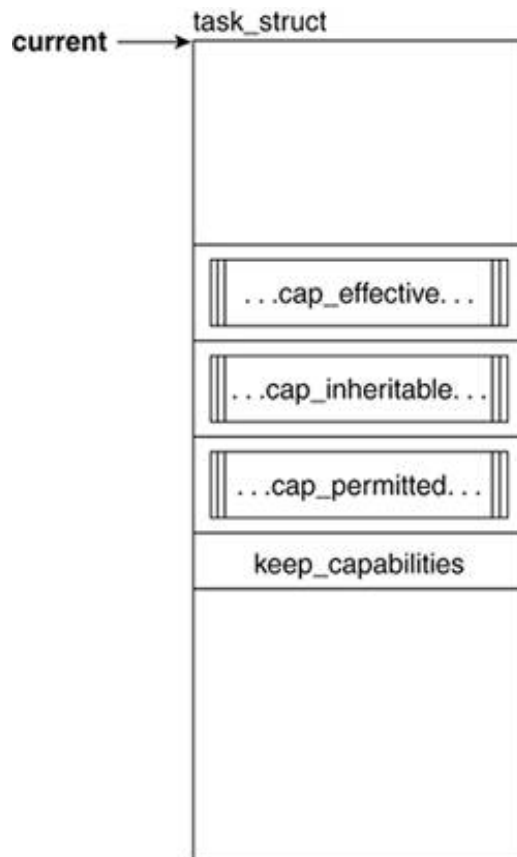 task_struct
current
. . .cap_effective. . .
. . .cap_inheritable. . .
. . .cap_permitted. . .
keep_capabilities